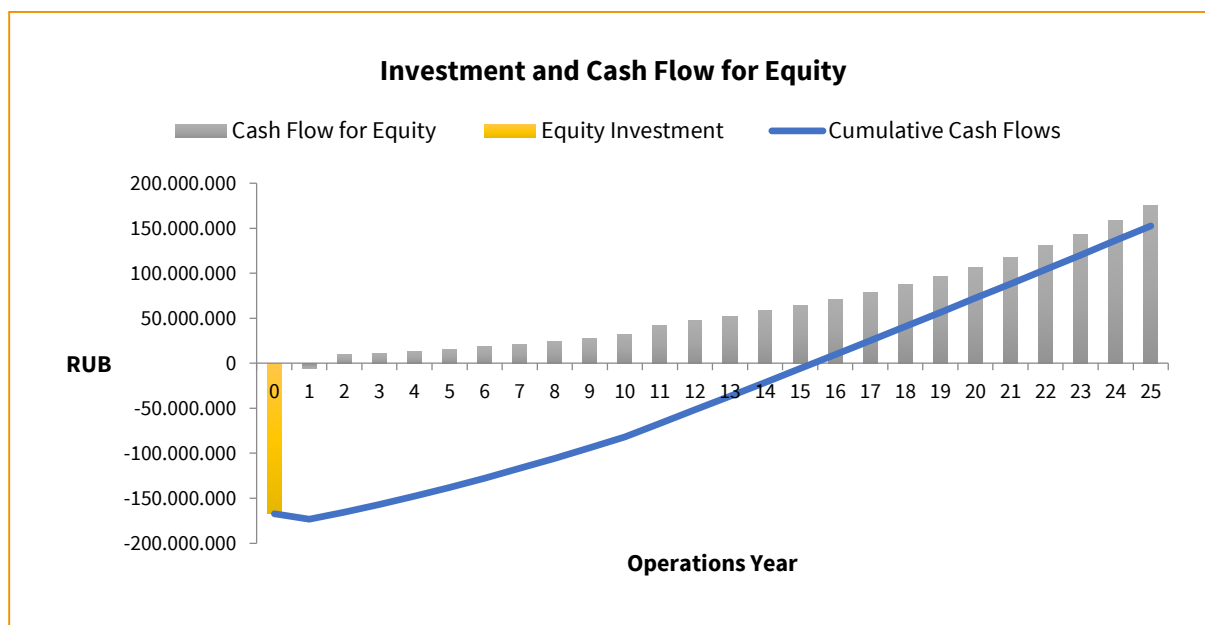 Investment and Cash Flow for Equity
Cash Flow for Equity Equity Investment Cumulative Cash Flows
200.000.000
150.000.000
100.000.000
50.000.000
RUB 0
0 1 2 3 4 5 6 7 8 9 10 11 12 13 14 15 16 17 18 19 20 21 22 23 24 25
-50.000.000
-100.000.000
-150.000.000
-200.000.000
Operations Year